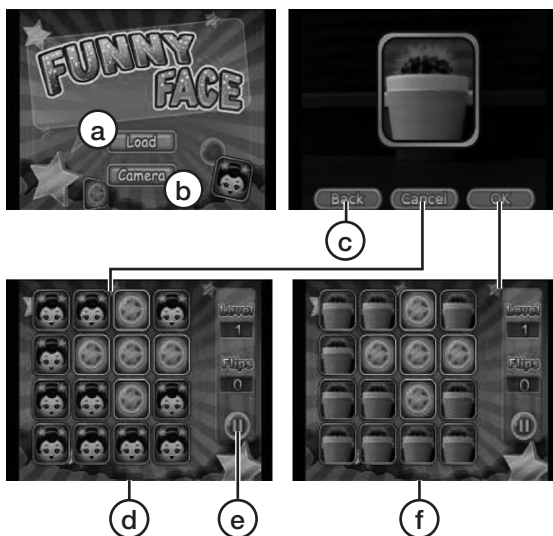 FUNNY
FACE
a
Load
Camera
b
Back
Cancel
OK
c
Level
1
Flips
0
Level
1
Flips
0
d
e
f